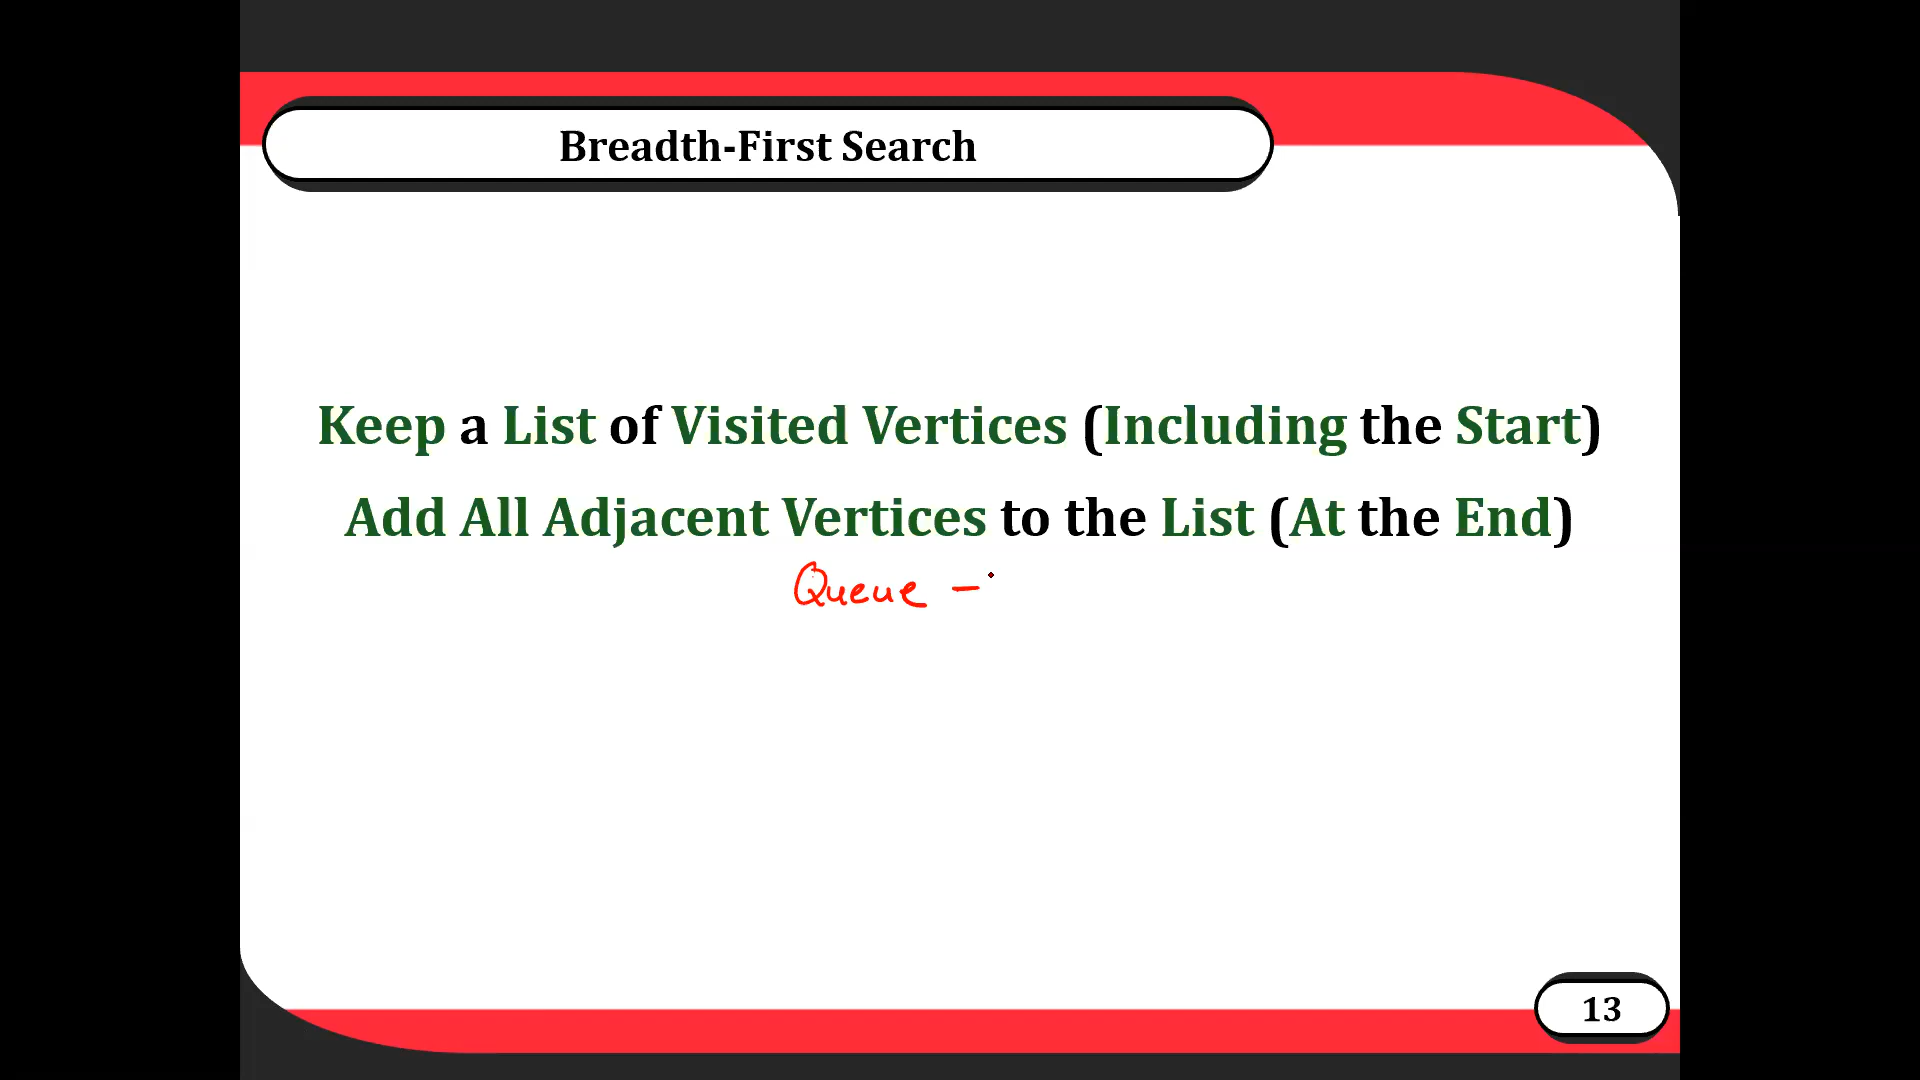 Breadth-First Search
Keep a List of Visited Vertices (Including the Start)
Add All Adjacent Vertices to the List (At the End)
Queue -
13